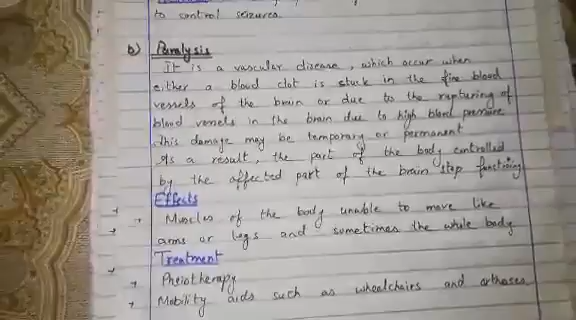 to control seizures.
b) Paralysis
It is a vascular disease, which occur when
either a blood clot is stuck in the fine blood
vessels of the brain or due to the rupturing of
blood vessels in the brain due to high blood pressure
This damage may be temporary or permanent
As a result, the part of the body controlled
by the affected part of the brain stop functioning
Effects
→ Muscles of the body unable to move like
arms or legs and sometimes the whole body
Treatment
→ Pheiotherapy
→ Mobility aids such as wheelchairs and orthoses